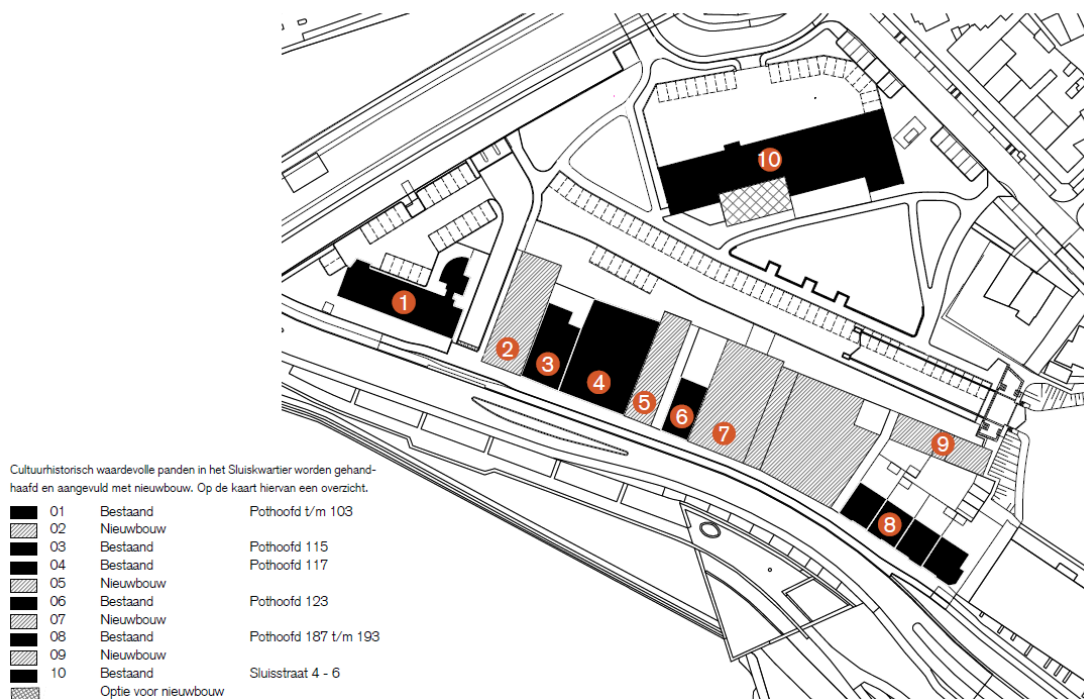 10
1
2
3
4
5
6
7
8
9
Cultuurhistorisch waardevolle panden in het Sluiskwartier worden gehand-
haafd en aangevuld met nieuwbouw. Op de kaart hiervan een overzicht.
01 Bestaand Pothoofd t/m 103
02 Nieuwbouw
03 Bestaand Pothoofd 115
04 Bestaand Pothoofd 117
05 Nieuwbouw
06 Bestaand Pothoofd 123
07 Nieuwbouw
08 Bestaand Pothoofd 187 t/m 193
09 Nieuwbouw
10 Bestaand Sluisstraat 4 - 6
Optie voor nieuwbouw